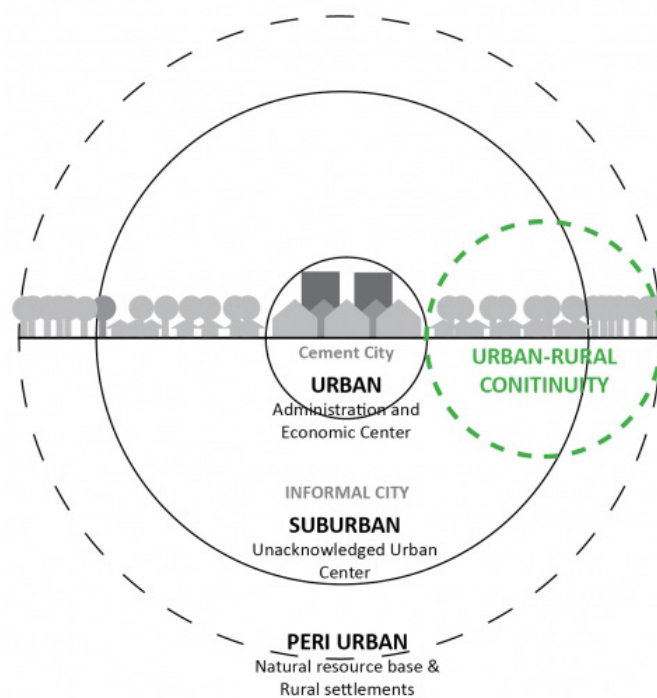 Cement City
URBAN
Administration and
Economic Center
URBAN-RURAL
CONITINUITY
INFORMAL CITY
SUBURBAN
Unacknowledged Urban
Center
PERI URBAN
Natural resource base &
Rural settlements